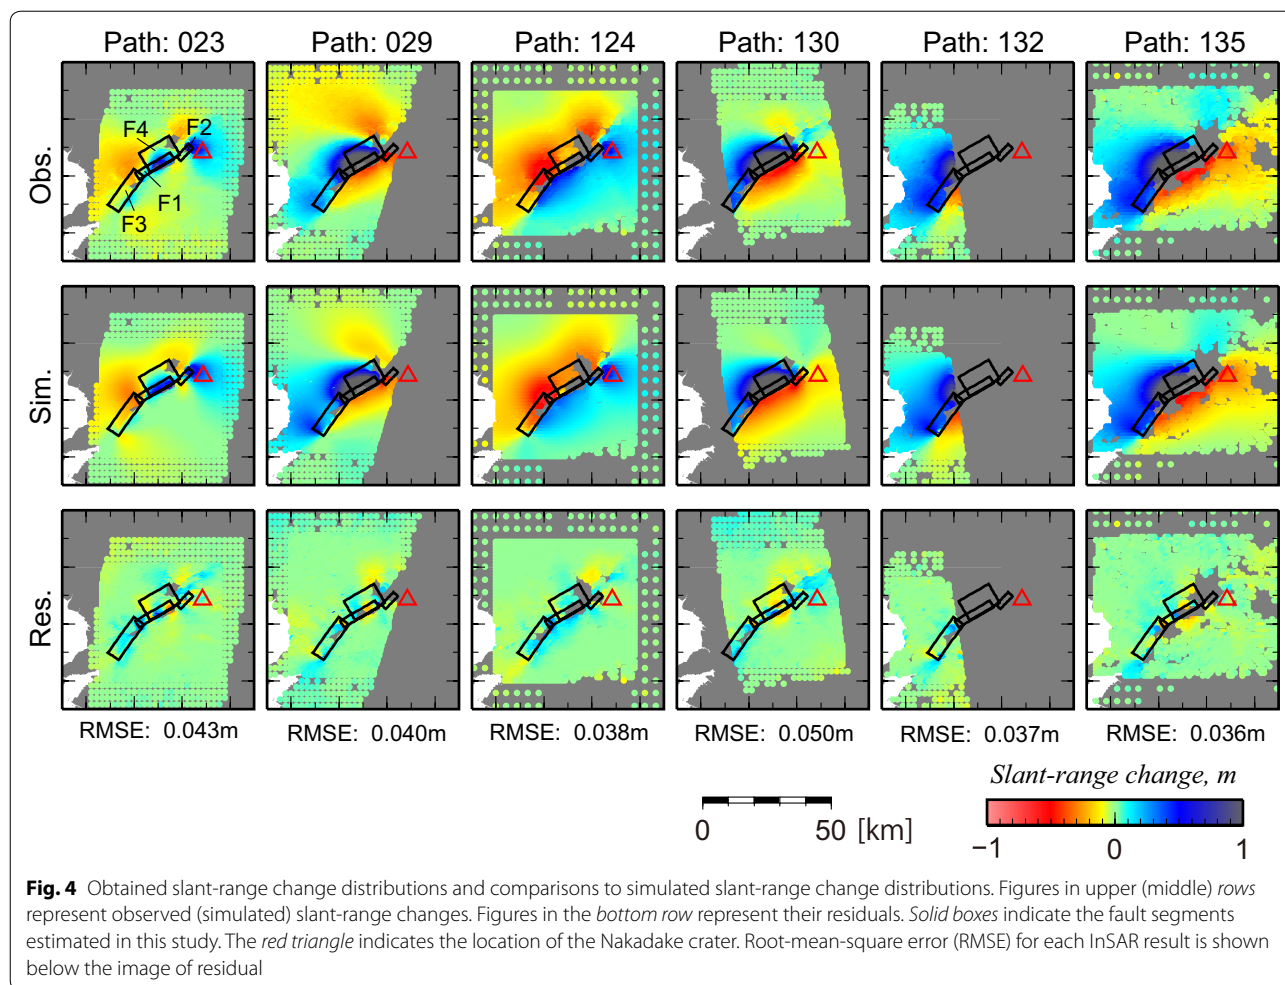 Path: 023 Path: 029 Path: 124 Path: 130 Path: 132 Path: 135
Obs.
F4 F2
F1
F3
Sim.
Res.
RMSE: 0.043m RMSE: 0.040m RMSE: 0.038m RMSE: 0.050m RMSE: 0.037m RMSE: 0.036m
Slant-range change, m
0 50 [km]
−1 0 1
Fig. 4 Obtained slant-range change distributions and comparisons to simulated slant-range change distributions. Figures in upper (middle) rows
represent observed (simulated) slant-range changes. Figures in the bottom row represent their residuals. Solid boxes indicate the fault segments
estimated in this study. The red triangle indicates the location of the Nakadake crater. Root-mean-square error (RMSE) for each InSAR result is shown
below the image of residual